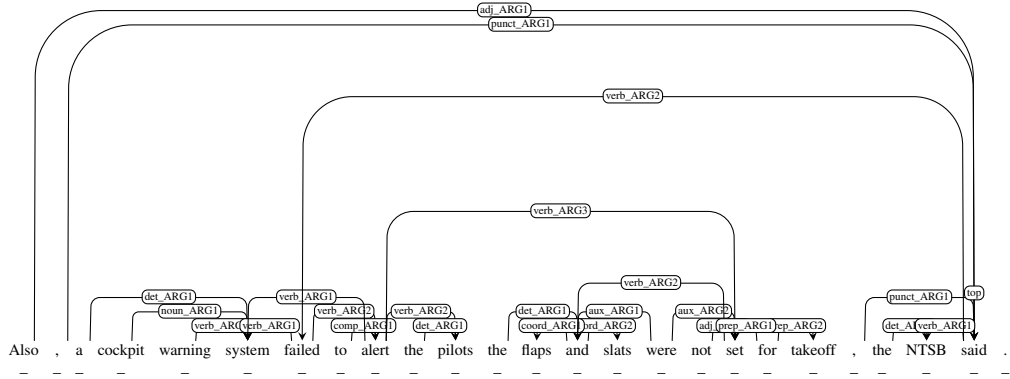 adj_ARG1
punct_ARG1
verb_ARG2
verb_ARG3
verb_ARG2
det_ARG1 verb_ARG1 punct_ARG1 top
noun_ARG1 verb_ARG2 verb_ARG2 det_ARG1 aux_ARG1 aux_ARG2
verb_ARG1 comp_ARG1 det_ARG1 coord_ARG1 prep_ARG1 verb_ARG1
Also , a cockpit warning system failed to alert the pilots the flaps and slats were not set for takeoff , the NTSB said .
_ _ _ _ _ _ _ _ _ _ _ _ _ _ _ _ _ _ _ _ _ _ _ _ _